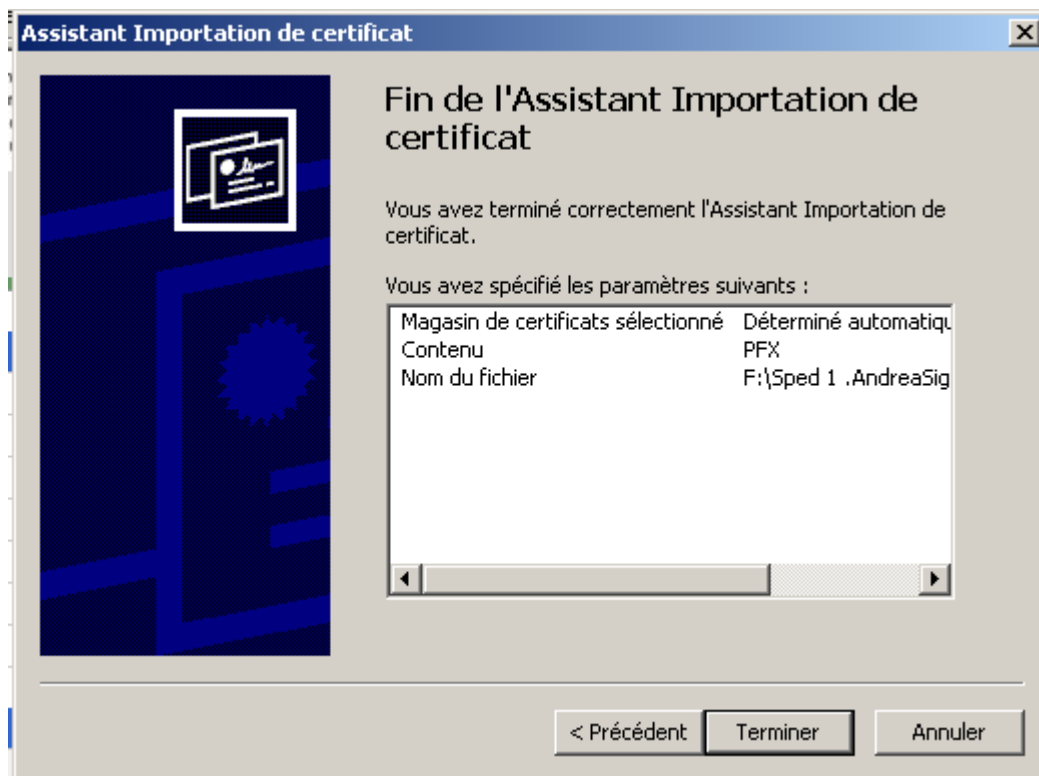 Assistant Importation de certificat
Fin de l'Assistant Importation de
certificat
Vous avez terminé correctement l'Assistant Importation de
certificat.
Vous avez spécifié les paramètres suivants :
Magasin de certificats sélectionné Déterminé automatiqu
Contenu PFX
Nom du fichier F:\Sped 1 .AndreaSig
< Précédent Terminer Annuler